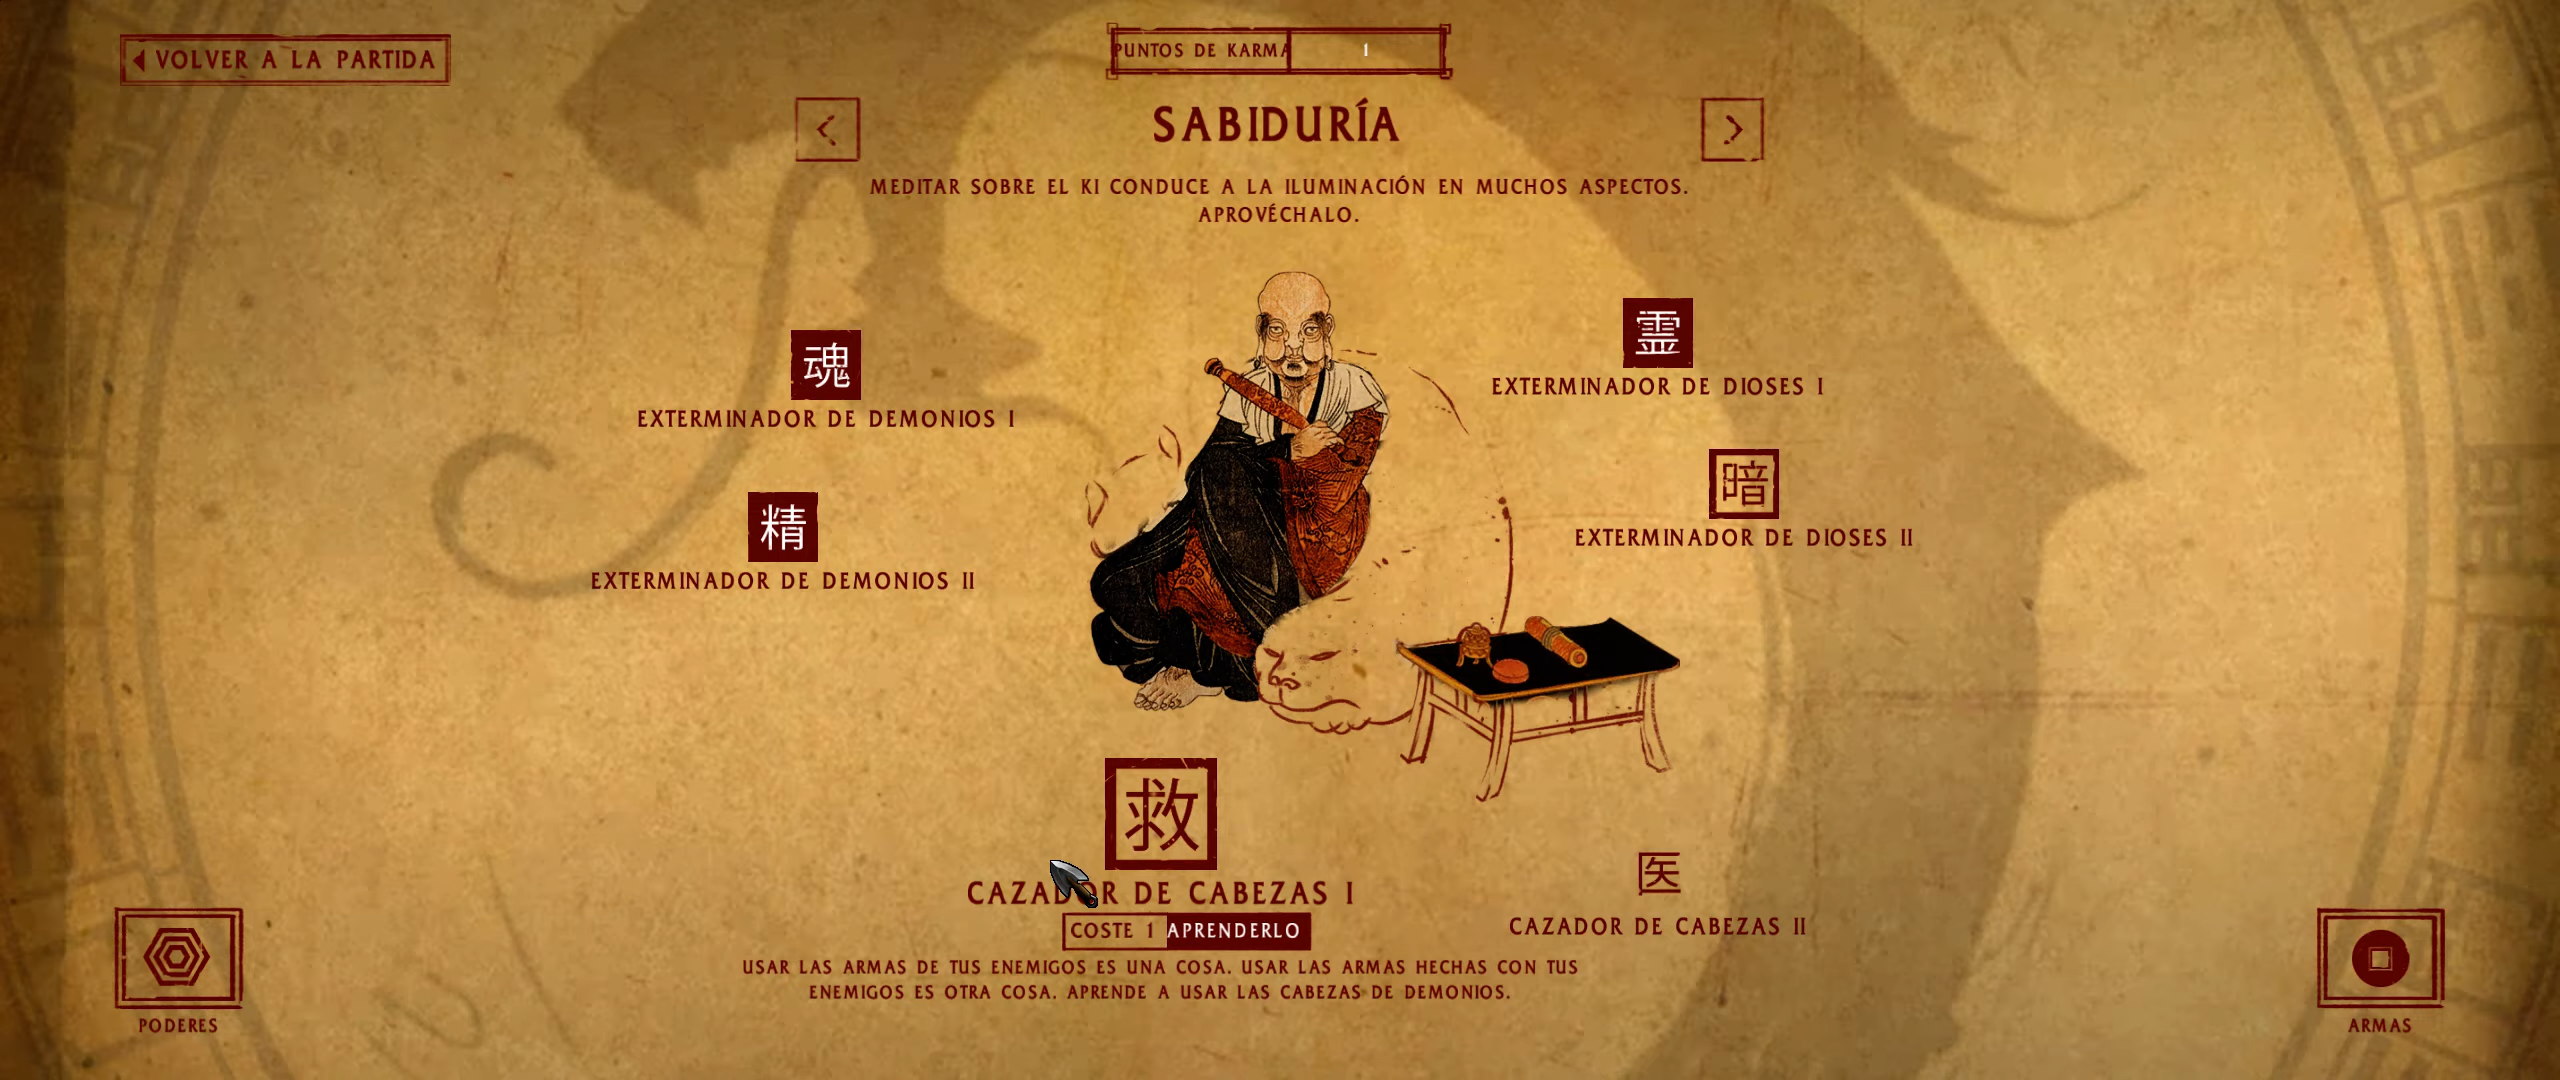 VOLVER A LA PARTIDA
PUNTOS DE KARMA 1
SABIDURÍA
MEDITAR SOBRE EL KI CONDUCE A LA ILUMINACIÓN EN MUCHOS ASPECTOS.
APROVÉCHALO.
魂
EXTERMINADOR DE DEMONIOS I
霊
EXTERMINADOR DE DIOSES I
精
EXTERMINADOR DE DEMONIOS II
暗
EXTERMINADOR DE DIOSES II
救
CAZADOR DE CABEZAS I
COSTE 1 APRENDERLO
USAR LAS ARMAS DE TUS ENEMIGOS ES UNA COSA. USAR LAS ARMAS HECHAS CON TUS
ENEMIGOS ES OTRA COSA. APRENDE A USAR LAS CABEZAS DE DEMONIOS.
医
CAZADOR DE CABEZAS II
PODERES
ARMAS